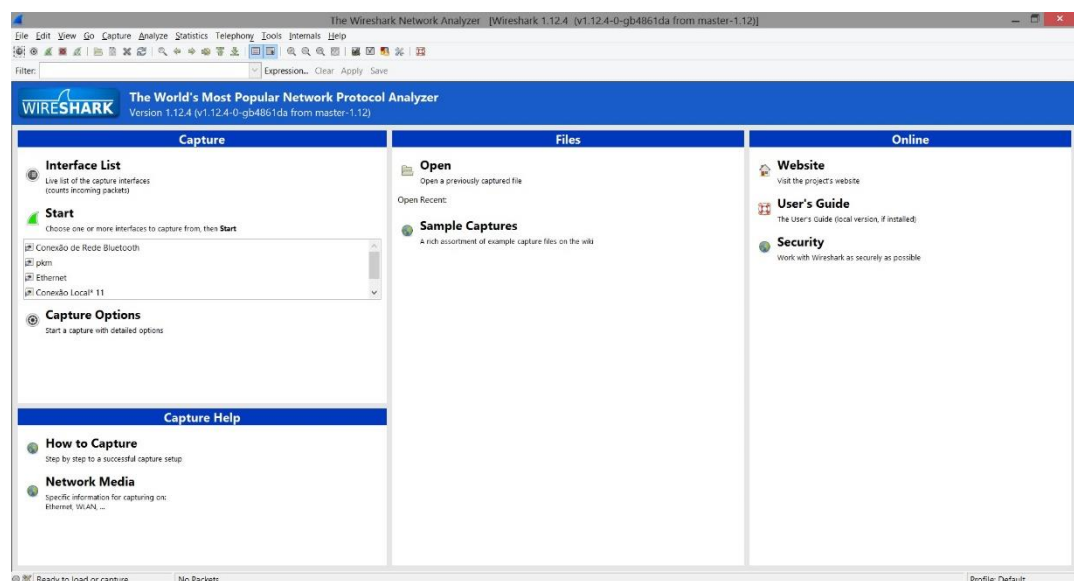 The Wireshark Network Analyzer [Wireshark 1.12.4 (v1.12.4-0-gb4861da from master-1.12)]
File Edit View Go Capture Analyze Statistics Telephony Tools Internals Help
Filter: Expression... Clear Apply Save
WIRESHARK
The World's Most Popular Network Protocol Analyzer
Version 1.12.4 (v1.12.4-0-gb4861da from master-1.12)
Capture
Interface List
Live list of the capture interfaces
(counts incoming packets)
Start
Choose one or more interfaces to capture from, then Start
Conexão de Rede Bluetooth
pkm
Ethernet
Conexão Local* 11
Capture Options
Start a capture with detailed options
Capture Help
How to Capture
Step by step to a successful capture setup
Network Media
Specific information for capturing on:
Ethernet, WLAN, ...
Files
Open
Open a previously captured file
Open Recent:
Sample Captures
A rich assortment of example capture files on the wiki
Online
Website
Visit the project's website
User's Guide
The User's Guide (local version, if installed)
Security
Work with Wireshark as securely as possible
Ready to load or capture No Packets Profile: Default